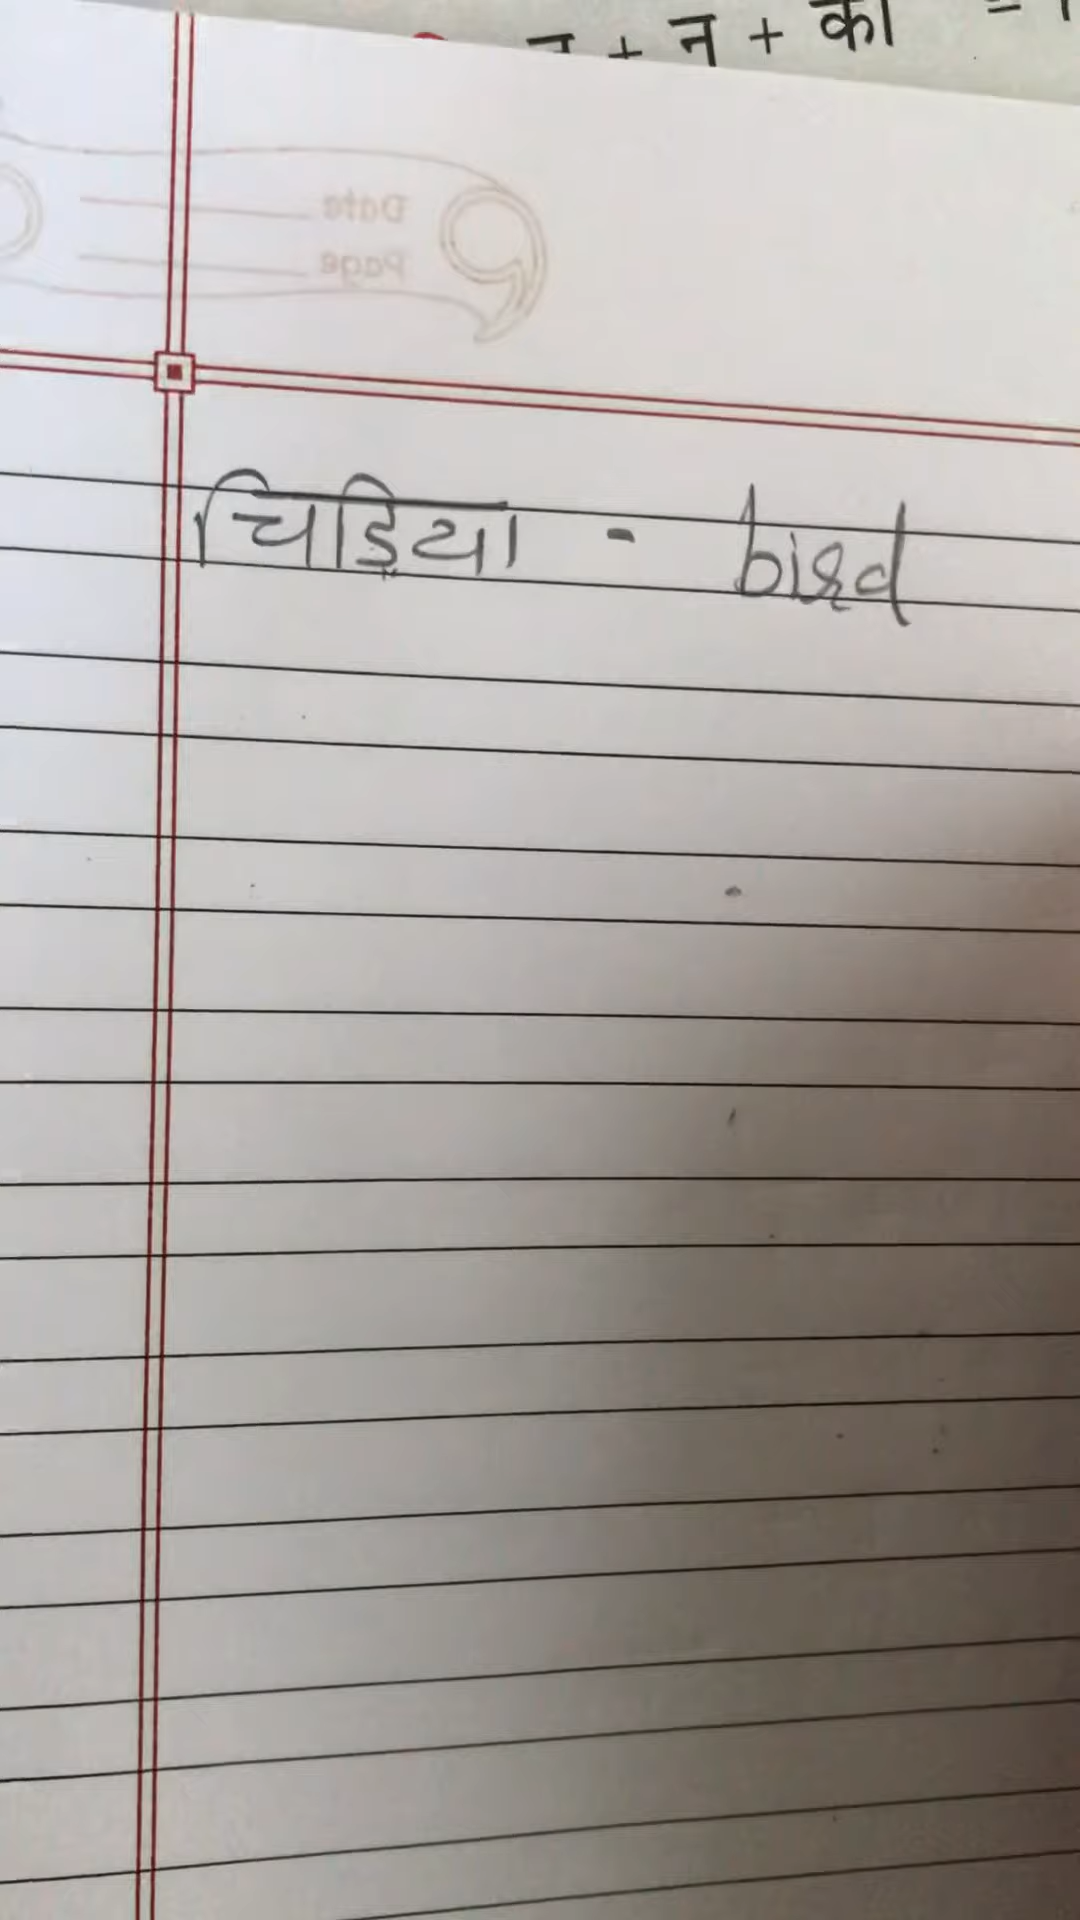 न + का =
Date
Page
चिड़िया - bird